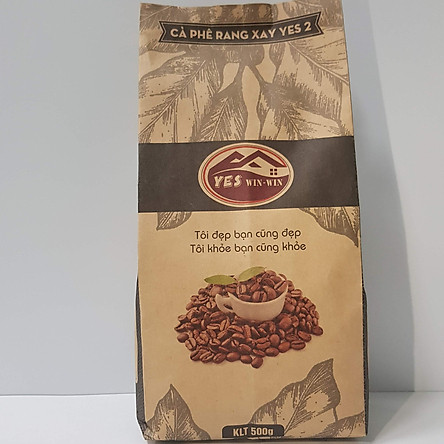 CÀ PHÊ RANG XAY YES 2
YES WIN-WIN
Tôi đẹp bạn cũng đẹp
Tôi khỏe bạn cũng khỏe
KLT 500g